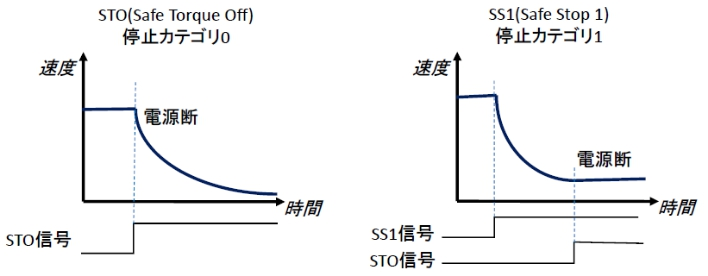 STO(Safe Torque Off)
停止カテゴリ0
速度
電源断
時間
STO信号
SS1(Safe Stop 1)
停止カテゴリ1
速度
電源断
時間
SS1信号
STO信号